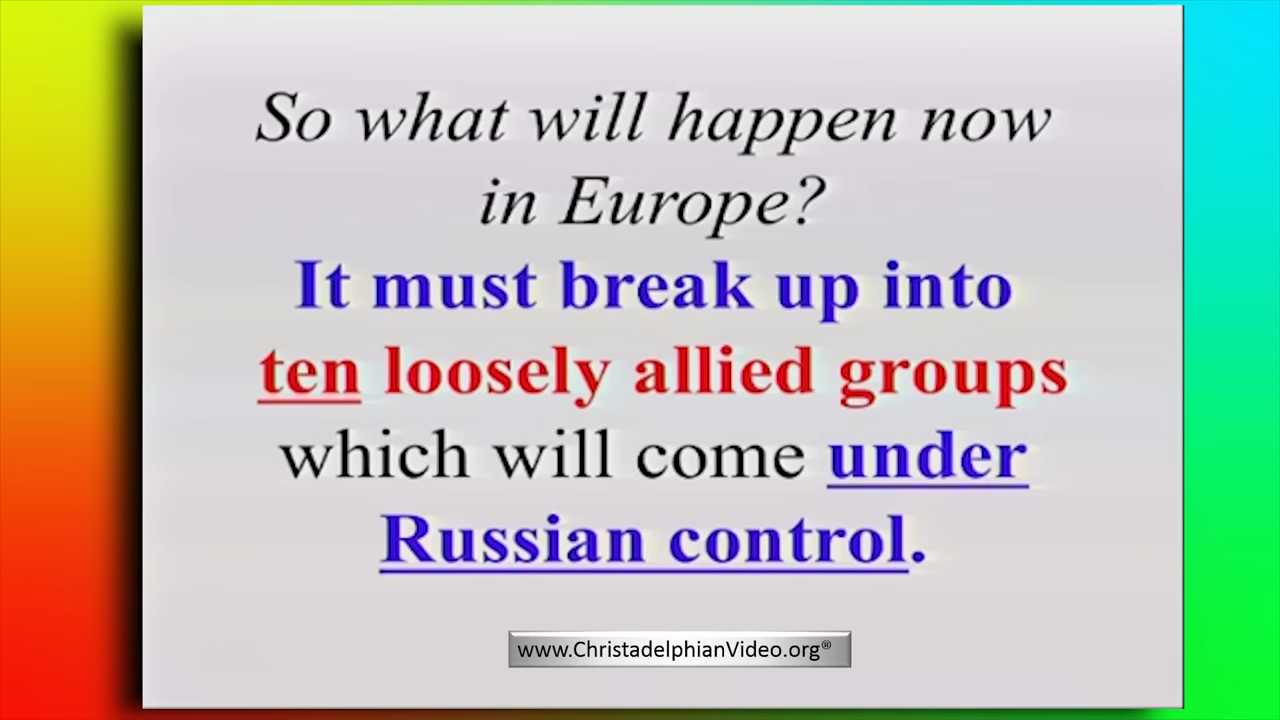 So what will happen now
in Europe?
It must break up into
ten loosely allied groups
which will come under
Russian control.
www.ChristadelphianVideo.org®